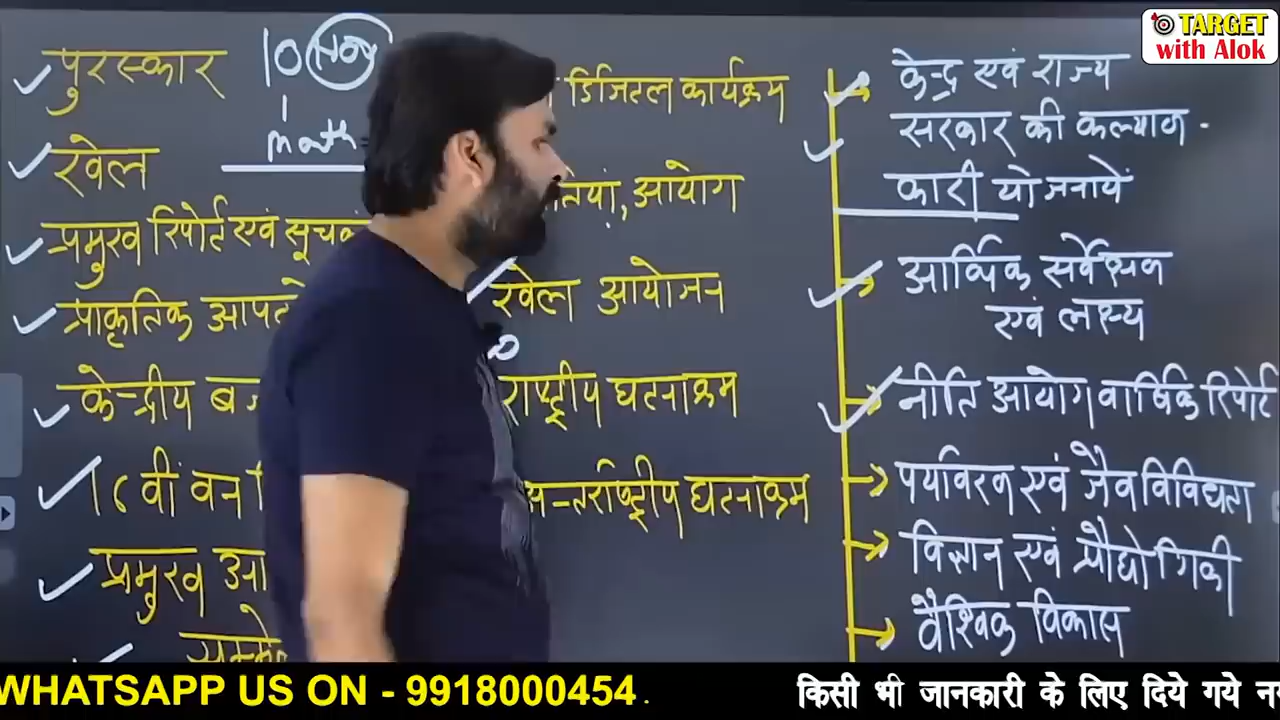 पुरस्कार
10 Nov
math
खेल
प्रमुख रिपोर्ट एवं
प्राकृतिक
केन्द्रीय
16वीं वन
प्रमुख
डिजिटल कार्यक्रम
आयोग
खेल आयोजन
राष्ट्रीय घटनाक्रम
अन्तर्राष्ट्रीय घटनाक्रम
केन्द्र एवं राज्य
सरकार की कल्याण -
कारी योजनायें
आर्थिक सर्वेक्षण
एवं लक्ष्य
नीति आयोग वार्षिक रिपोर्ट
पर्यावरण एवं जैव विविधता
विज्ञान एवं प्रौद्योगिकी
वैश्विक विकास
TARGET
with Alok
WHATSAPP US ON - 9918000454 .
किसी भी जानकारी के लिए दिये गये